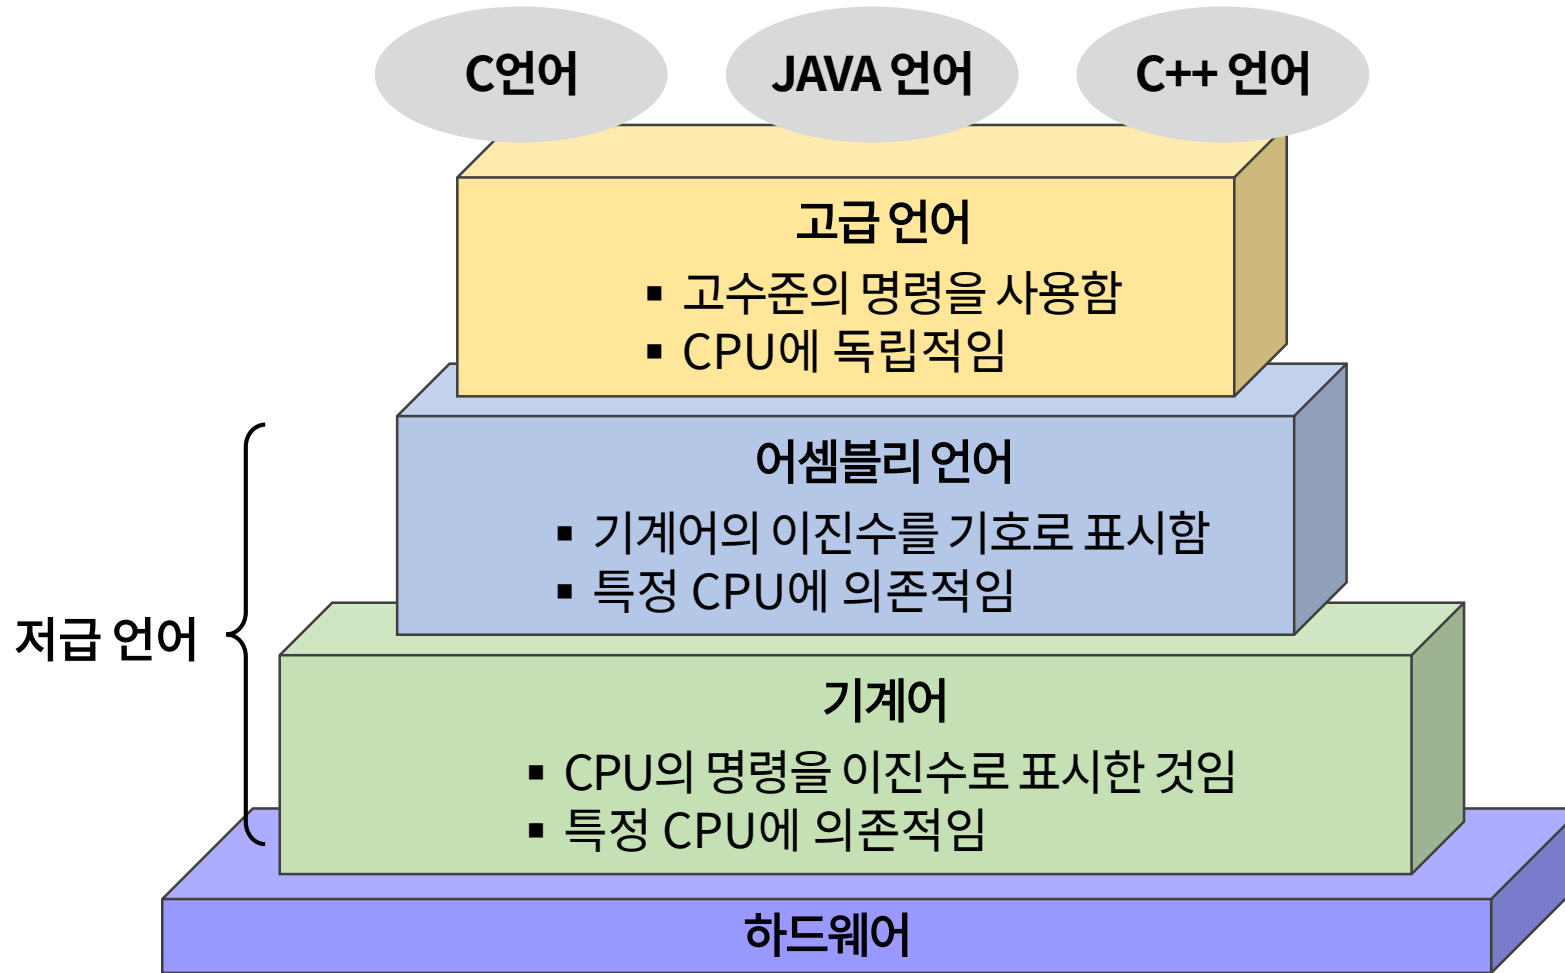 C언어
JAVA 언어
C++ 언어
고급 언어
▪ 고수준의 명령을 사용함
▪ CPU에 독립적임
어셈블리 언어
▪ 기계어의 이진수를 기호로 표시함
▪ 특정 CPU에 의존적임
저급 언어
기계어
▪ CPU의 명령을 이진수로 표시한 것임
▪ 특정 CPU에 의존적임
하드웨어